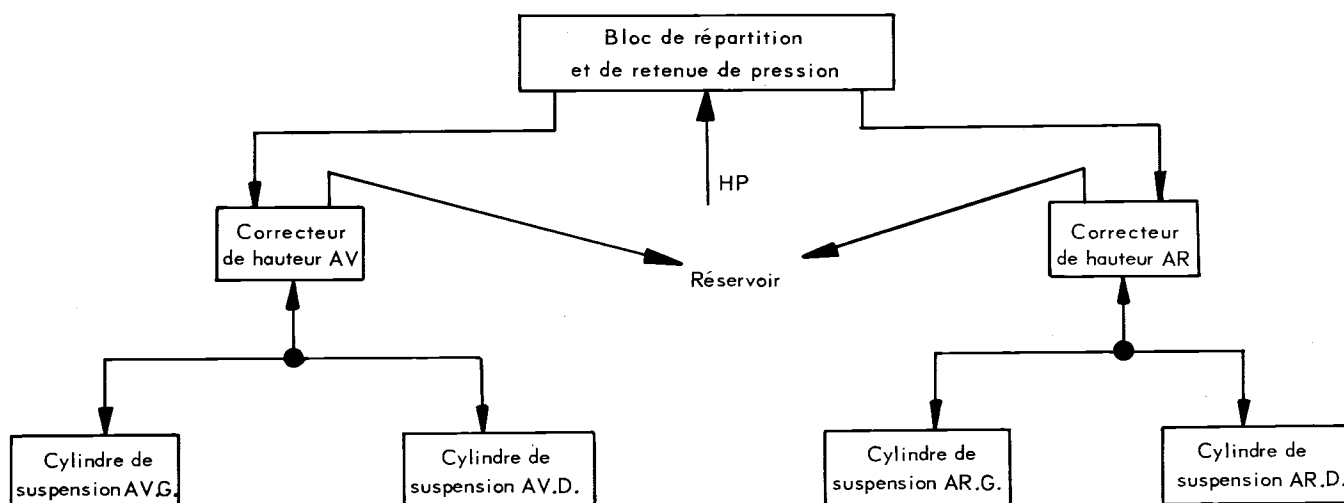 Bloc de répartition
et de retenue de pression
HP
Correcteur
de hauteur AV
Correcteur
de hauteur AR
Réservoir
Cylindre de
suspension AV.G.
Cylindre de
suspension AV.D.
Cylindre de
suspension AR.G.
Cylindre de
suspension AR.D.